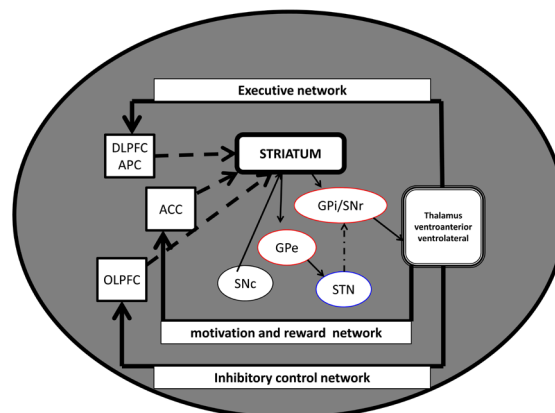 Executive network
DLPFC
APC
STRIATUM
ACC
GPi/SNr
Thalamus
ventroanterior
ventrolateral
GPe
OLPFC
SNc
STN
motivation and reward network
Inhibitory control network